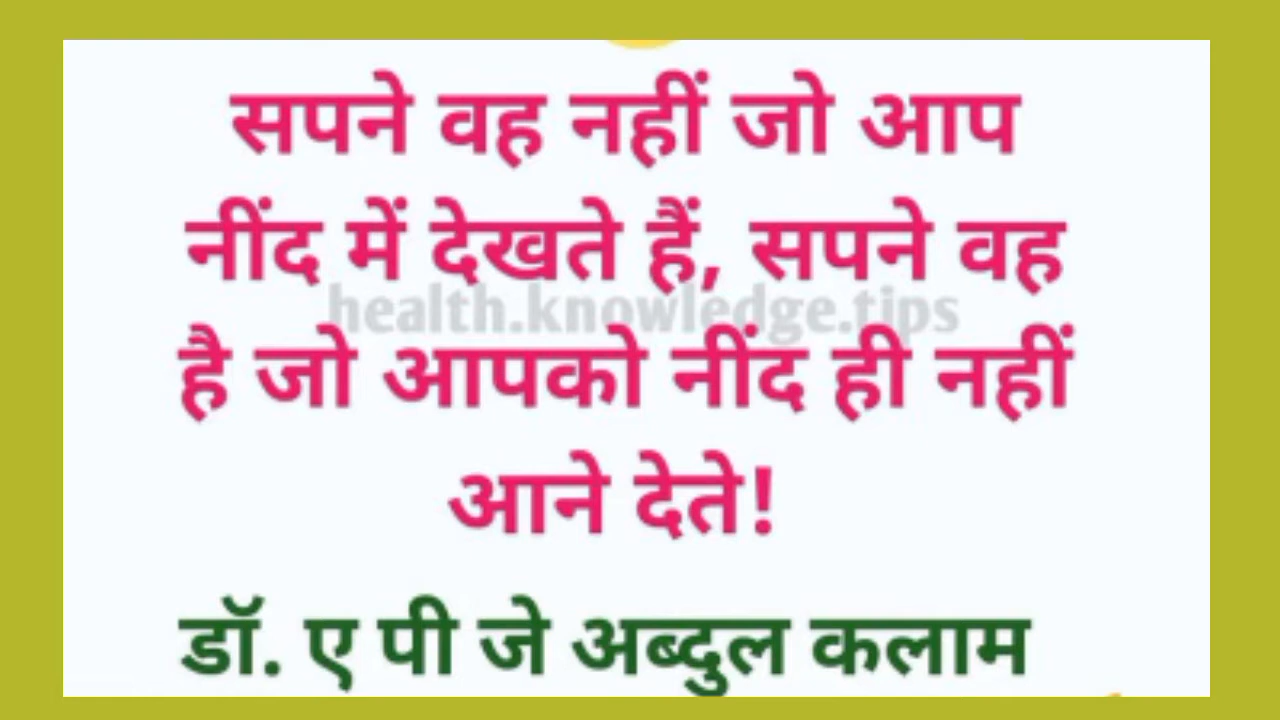 सपने वह नहीं जो आप
नींद में देखते हैं, सपने वह
health.knowledge.tips
है जो आपको नींद ही नहीं
आने देते!
डॉ. ए पी जे अब्दुल कलाम